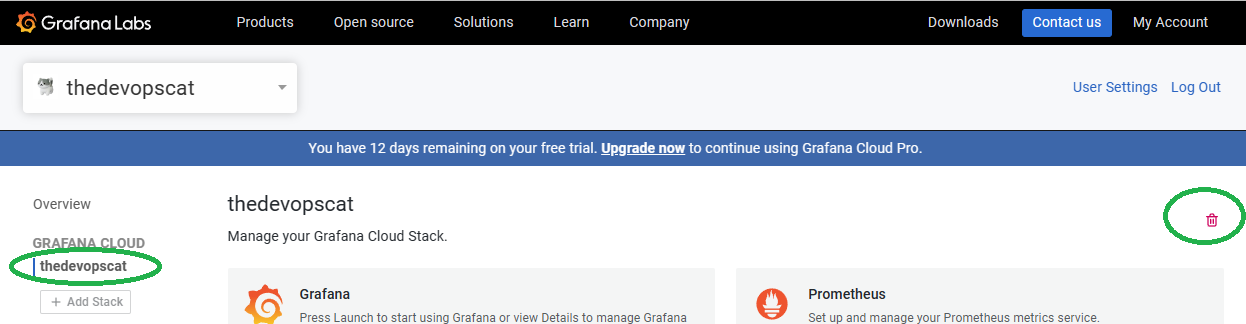 Grafana Labs Products Open source Solutions Learn Company Downloads Contact us My Account
thedevopscat User Settings Log Out
You have 12 days remaining on your free trial. Upgrade now to continue using Grafana Cloud Pro.
Overview
GRAFANA CLOUD
thedevopscat
+ Add Stack
thedevopscat
Manage your Grafana Cloud Stack.
Grafana
Press Launch to start using Grafana or view Details to manage Grafana
Prometheus
Set up and manage your Prometheus metrics service.